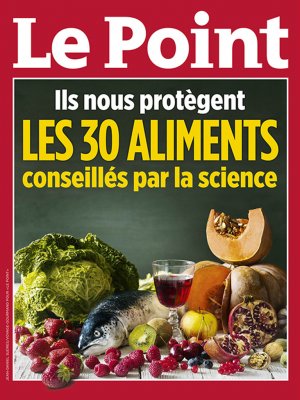 Le Point
Ils nous protègent
LES 30 ALIMENTS
conseillés par la science